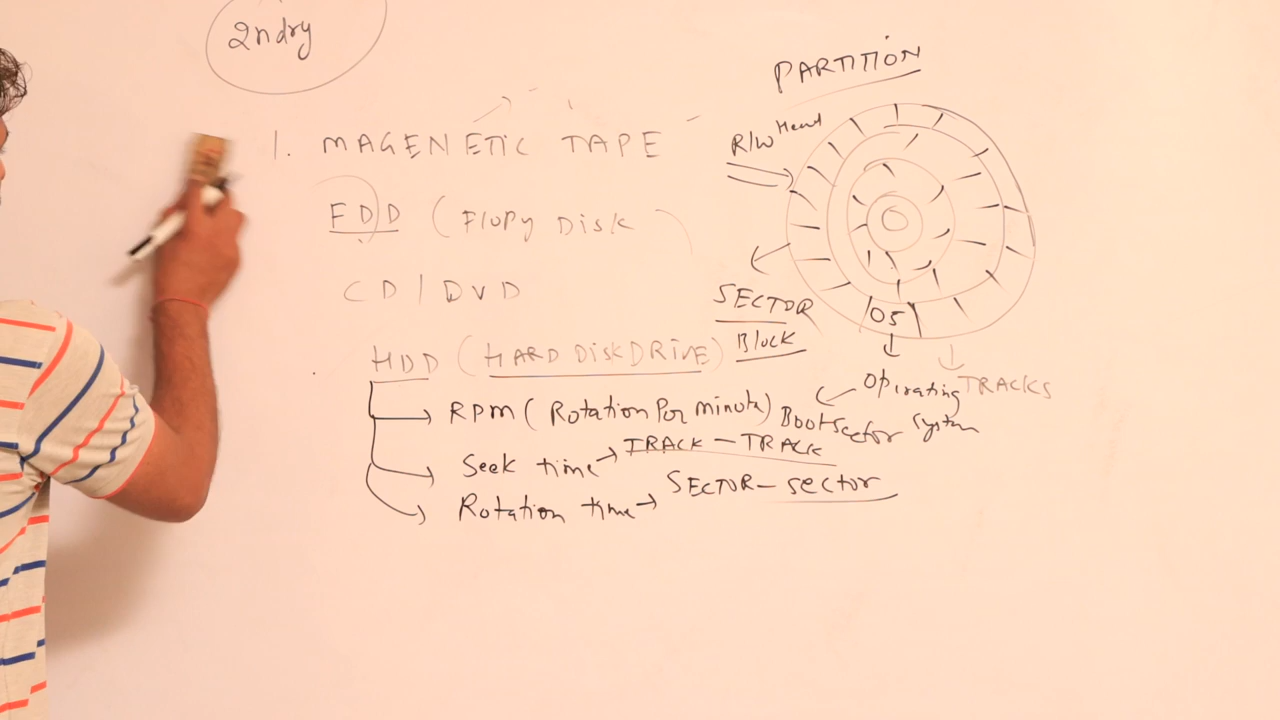 2ndry
1. MAGENETIC TAPE
FDD (Flopy Disk
CD/DVD
HDD (HARD DISK DRIVE)
RPM (Rotation Per minute)
Seek time → TRACK - TRACK
Rotation time → SECTOR - sector
PARTITION
R/W Head
SECTOR
Block
OS
Operating
System
Boot sector
TRACKS